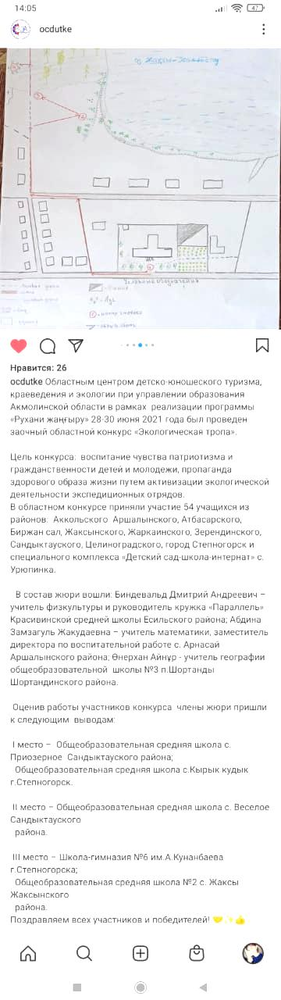 14:05
47
ocdutke
Условные обозначения
Нравится: 26
ocdutke Областным центром детско-юношеского туризма,
краеведения и экологии при управлении образования
Акмолинской области в рамках реализации программы
«Рухани жаңғыру» 28-30 июня 2021 года был проведен
заочный областной конкурс «Экологическая тропа».
Цель конкурса: воспитание чувства патриотизма и
гражданственности детей и молодежи, пропаганда
здорового образа жизни путем активизации экологической
деятельности экспедиционных отрядов.
В областном конкурсе приняли участие 54 учащихся из
районов: Аккольского Аршалынского, Атбасарского,
Биржан сал, Жаксынского, Жаркаинского, Зерендинского,
Сандыктауского, Целиноградского, город Степногорск и
специального комплекса «Детский сад-школа-интернат» с.
Урюпинка.
В состав жюри вошли: Биндевальд Дмитрий Андреевич –
учитель физкультуры и руководитель кружка «Параллель»
Красивинской средней школы Есильского района; Абдина
Замзагуль Жакудаевна – учитель математики, заместитель
директора по воспитательной работе с. Арнасай
Аршалынского района; Өнерхан Айнұр - учитель географии
общеобразовательной школы №3 п.Шортанды
Шортандинского района.
Оценив работы участников конкурса члены жюри пришли
к следующим выводам:
I место – Общеобразовательная средняя школа с.
Приозерное Сандыктауского района;
Общеобразовательная средняя школа с.Кырык кудык
г.Степногорск.
II место – Общеобразовательная средняя школа с. Веселое
Сандыктауского
района.
III место – Школа-гимназия №6 им.А.Кунанбаева
г.Степногорска;
Общеобразовательная средняя школа №2 с. Жаксы
Жаксынского
района.
Поздравляем всех участников и победителей! 🤝✨👍